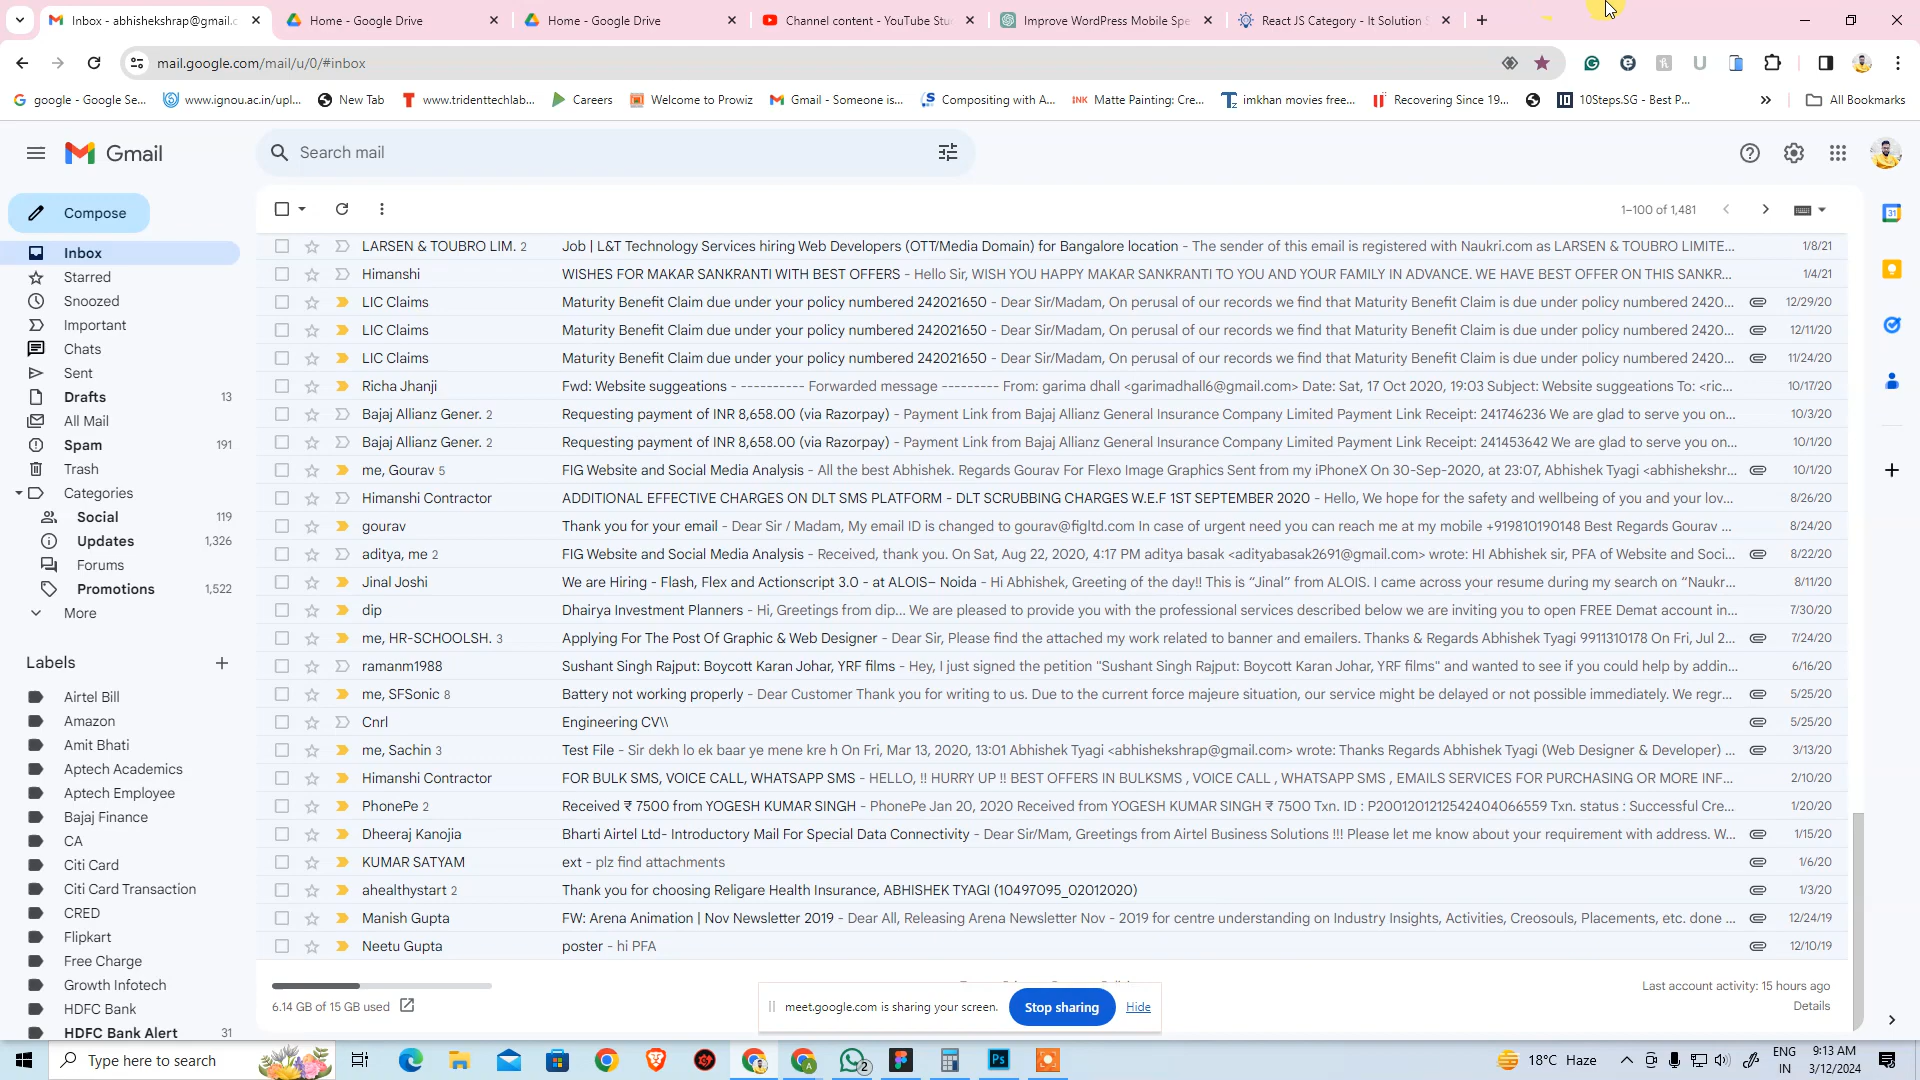 Inbox - abhishekshrap@gmail.c
Home - Google Drive
Home - Google Drive
Channel content - YouTube Stu
Improve WordPress Mobile Spe
React JS Category - It Solution S
mail.google.com/mail/u/0/#inbox
google - Google Se...
www.ignou.ac.in/upl...
New Tab
www.tridenttechlab...
Careers
Welcome to Prowiz
Gmail - Someone is...
Compositing with A...
Matte Painting: Cre...
imkhan movies free...
Recovering Since 19...
10Steps.SG - Best P...
All Bookmarks
Gmail
Search mail
Compose
1–100 of 1,481
Inbox
Starred
Snoozed
Important
Chats
Sent
Drafts 13
All Mail
Spam 191
Trash
Categories
Social 119
Updates 1,326
Forums
Promotions 1,522
More
Labels
Airtel Bill
Amazon
Amit Bhati
Aptech Academics
Aptech Employee
Bajaj Finance
CA
Citi Card
Citi Card Transaction
CRED
Flipkart
Free Charge
Growth Infotech
HDFC Bank
HDFC Bank Alert 31
LARSEN & TOUBRO LIM. 2 Job | L&T Technology Services hiring Web Developers (OTT/Media Domain) for Bangalore location - The sender of this email is registered with Naukri.com as LARSEN & TOUBRO LIMITE... 1/8/21
Himanshi WISHES FOR MAKAR SANKRANTI WITH BEST OFFERS - Hello Sir, WISH YOU HAPPY MAKAR SANKRANTI TO YOU AND YOUR FAMILY IN ADVANCE. WE HAVE BEST OFFER ON THIS SANKR... 1/4/21
LIC Claims Maturity Benefit Claim due under your policy numbered 242021650 - Dear Sir/Madam, On perusal of our records we find that Maturity Benefit Claim is due under policy numbered 2420... 12/29/20
LIC Claims Maturity Benefit Claim due under your policy numbered 242021650 - Dear Sir/Madam, On perusal of our records we find that Maturity Benefit Claim is due under policy numbered 2420... 12/11/20
LIC Claims Maturity Benefit Claim due under your policy numbered 242021650 - Dear Sir/Madam, On perusal of our records we find that Maturity Benefit Claim is due under policy numbered 2420... 11/24/20
Richa Jhanji Fwd: Website suggeations - ---------- Forwarded message --------- From: garima dhall <garimadhall6@gmail.com> Date: Sat, 17 Oct 2020, 19:03 Subject: Website suggeations To: <ric... 10/17/20
Bajaj Allianz Gener. 2 Requesting payment of INR 8,658.00 (via Razorpay) - Payment Link from Bajaj Allianz General Insurance Company Limited Payment Link Receipt: 241746236 We are glad to serve you on... 10/3/20
Bajaj Allianz Gener. 2 Requesting payment of INR 8,658.00 (via Razorpay) - Payment Link from Bajaj Allianz General Insurance Company Limited Payment Link Receipt: 241453642 We are glad to serve you on... 10/1/20
me, Gourav 5 FIG Website and Social Media Analysis - All the best Abhishek. Regards Gourav For Flexo Image Graphics Sent from my iPhoneX On 30-Sep-2020, at 23:07, Abhishek Tyagi <abhishekshr... 10/1/20
Himanshi Contractor ADDITIONAL EFFECTIVE CHARGES ON DLT SMS PLATFORM - DLT SCRUBBING CHARGES W.E.F 1ST SEPTEMBER 2020 - Hello, We hope for the safety and wellbeing of you and your lov... 8/26/20
gourav Thank you for your email - Dear Sir / Madam, My email ID is changed to gourav@figltd.com In case of urgent need you can reach me at my mobile +919810190148 Best Regards Gourav ... 8/24/20
aditya, me 2 FIG Website and Social Media Analysis - Received, thank you. On Sat, Aug 22, 2020, 4:17 PM aditya basak <adityabasak2691@gmail.com> wrote: HI Abhishek sir, PFA of Website and Soci... 8/22/20
Jinal Joshi We are Hiring - Flash, Flex and Actionscript 3.0 - at ALOIS– Noida - Hi Abhishek, Greeting of the day!! This is “Jinal” from ALOIS. I came across your resume during my search on “Naukr... 8/11/20
dip Dhairya Investment Planners - Hi, Greetings from dip... We are pleased to provide you with the professional services described below we are inviting you to open FREE Demat account in... 7/30/20
me, HR-SCHOOLSH. 3 Applying For The Post Of Graphic & Web Designer - Dear Sir, Please find the attached my work related to banner and emailers. Thanks & Regards Abhishek Tyagi 9911310178 On Fri, Jul 2... 7/24/20
ramanm1988 Sushant Singh Rajput: Boycott Karan Johar, YRF films - Hey, I just signed the petition "Sushant Singh Rajput: Boycott Karan Johar, YRF films" and wanted to see if you could help by addin... 6/16/20
me, SFSonic 8 Battery not working properly - Dear Customer Thank you for writing to us. Due to the current force majeure situation, our service might be delayed or not possible immediately. We regr... 5/25/20
Cnrl Engineering CV\\ 5/25/20
me, Sachin 3 Test File - Sir dekh lo ek baar ye mene kre h On Fri, Mar 13, 2020, 13:01 Abhishek Tyagi <abhishekshrap@gmail.com> wrote: Thanks Regards Abhishek Tyagi (Web Designer & Developer) ... 3/13/20
Himanshi Contractor FOR BULK SMS, VOICE CALL, WHATSAPP SMS - HELLO, !! HURRY UP !! BEST OFFERS IN BULKSMS , VOICE CALL , WHATSAPP SMS , EMAILS SERVICES FOR PURCHASING OR MORE INF... 2/10/20
PhonePe 2 Received ₹ 7500 from YOGESH KUMAR SINGH - PhonePe Jan 20, 2020 Received from YOGESH KUMAR SINGH ₹ 7500 Txn. ID : P2001201212542404066559 Txn. status : Successful Cre... 1/20/20
Dheeraj Kanojia Bharti Airtel Ltd- Introductory Mail For Special Data Connectivity - Dear Sir/Mam, Greetings from Airtel Business Solutions !!! Please let me know about your requirement with address. W... 1/15/20
KUMAR SATYAM ext - plz find attachments 1/6/20
ahealthystart 2 Thank you for choosing Religare Health Insurance, ABHISHEK TYAGI (10497095_02012020) 1/3/20
Manish Gupta FW: Arena Animation | Nov Newsletter 2019 - Dear All, Releasing Arena Newsletter Nov - 2019 for centre understanding on Industry Insights, Activities, Creosouls, Placements, etc. done ... 12/24/19
Neetu Gupta poster - hi PFA 12/10/19
6.14 GB of 15 GB used
Last account activity: 15 hours ago
Details
meet.google.com is sharing your screen. Stop sharing Hide
Type here to search
2
18°C Haze
ENG
IN
9:13 AM
3/12/2024